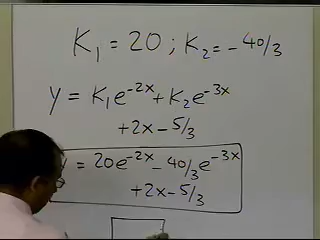 K₁ = 20 ; K₂ = - 40/3
y = K₁e^-2x + K₂e^-3x
+2x - 5/3
= 20e^-2x - 40/3 e^-3x
+2x - 5/3